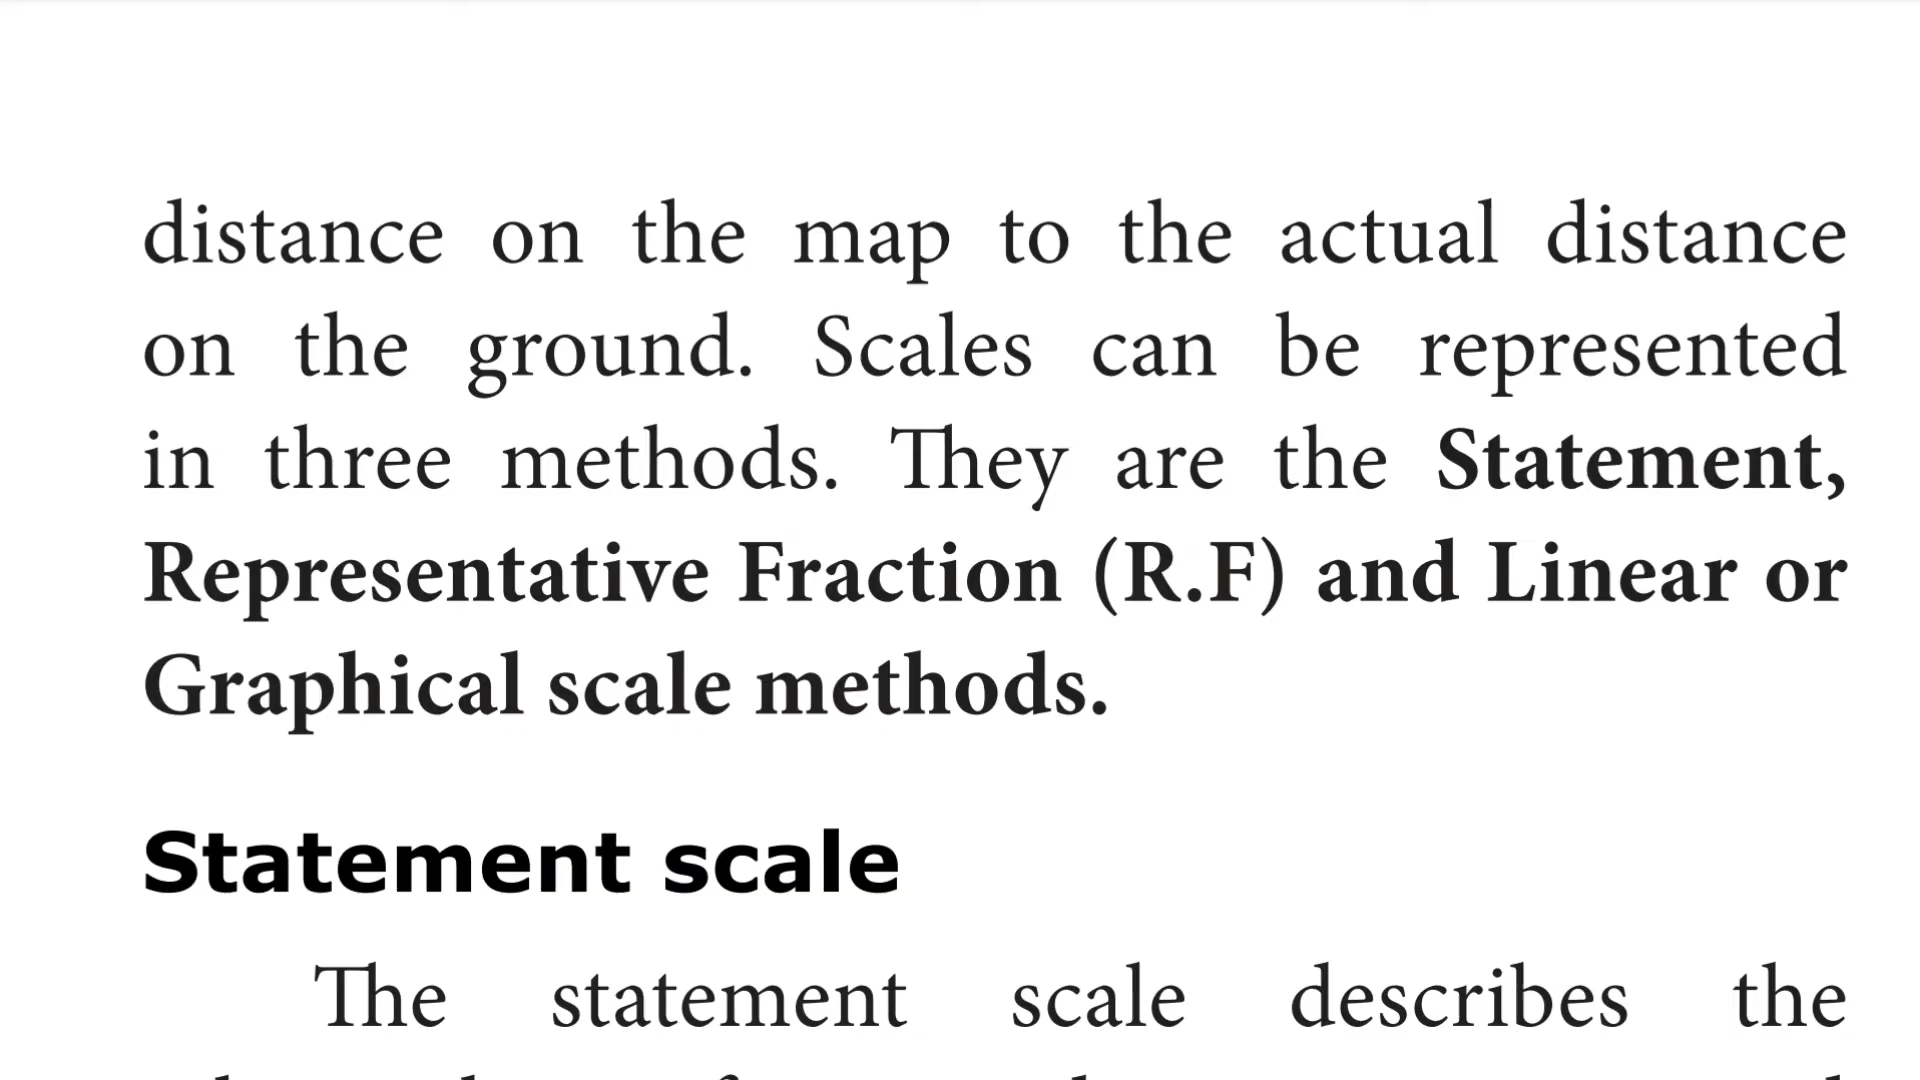 distance on the map to the actual distance
on the ground. Scales can be represented
in three methods. They are the Statement,
Representative Fraction (R.F) and Linear or
Graphical scale methods.
Statement scale
The statement scale describes the